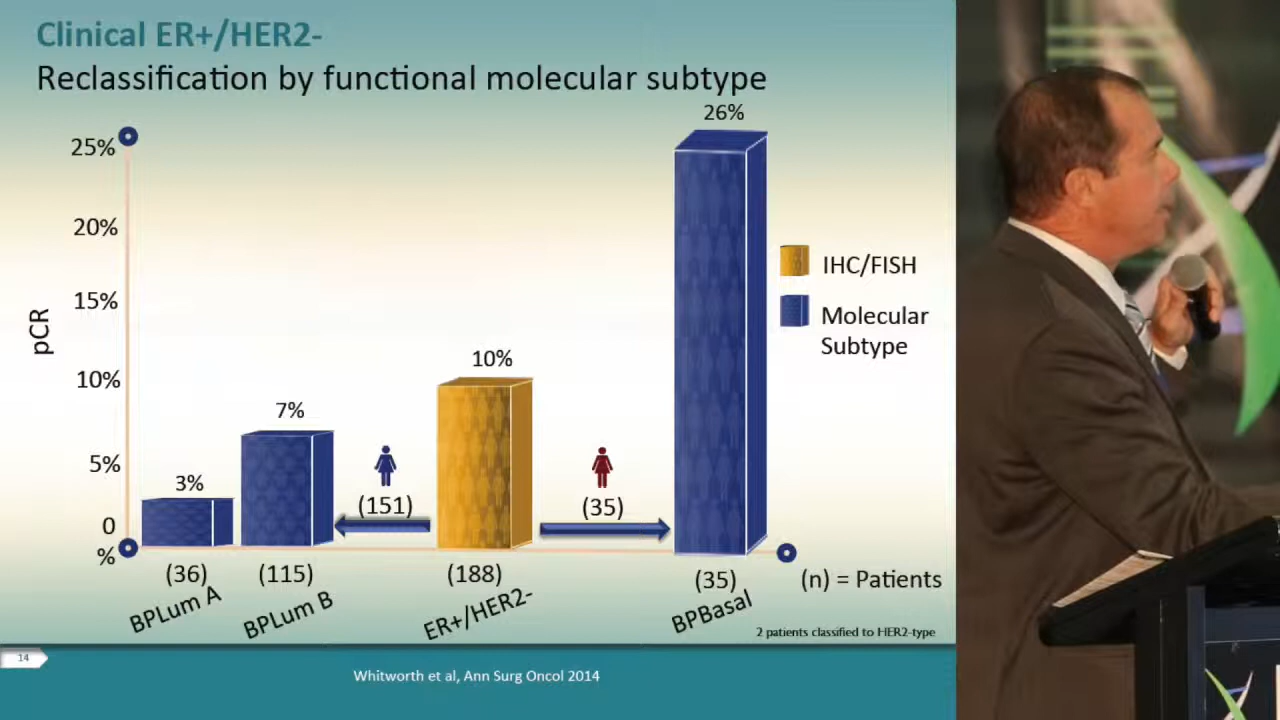 Clinical ER+/HER2-
Reclassification by functional molecular subtype
26%
25%
20%
15%
10%
5%
0
%
pCR
3%
7%
10%
(151)
(35)
IHC/FISH
Molecular
Subtype
(36)
(115)
(188)
(35)
(n) = Patients
BPLum A
BPLum B
ER+/HER2-
BPBasal
2 patients classified to HER2-type
14
Whitworth et al, Ann Surg Oncol 2014